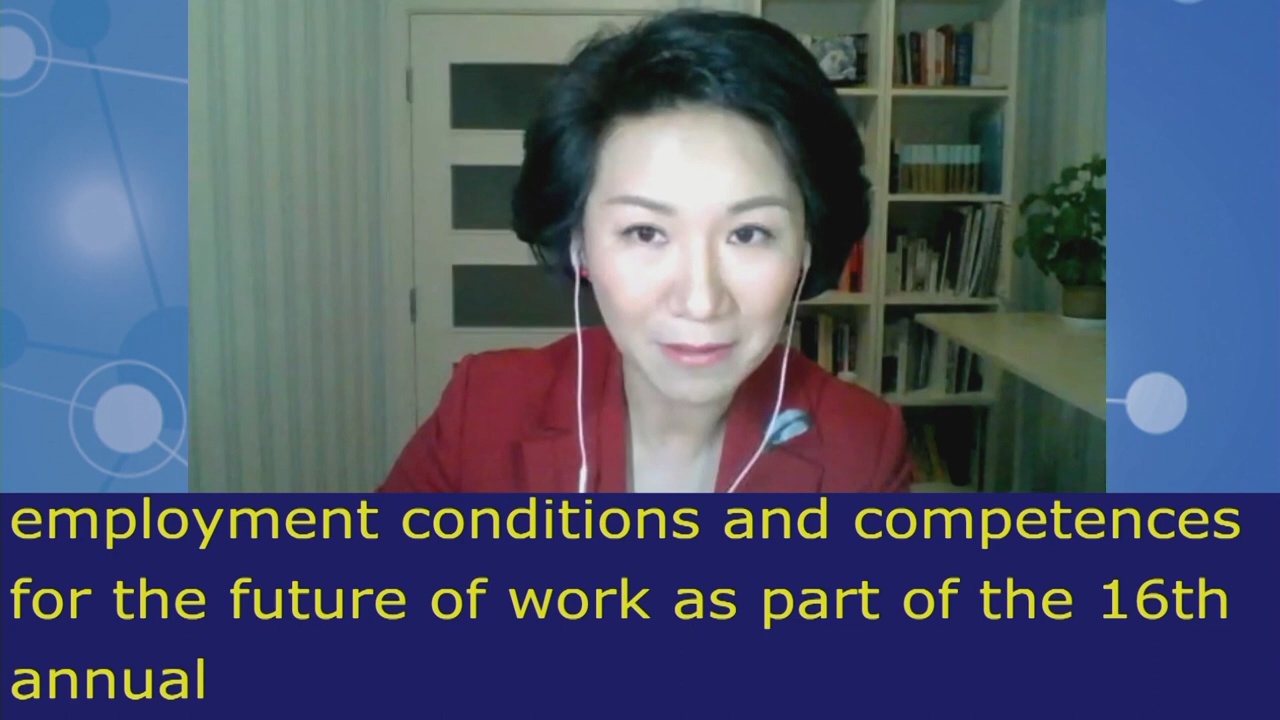 employment conditions and competences
for the future of work as part of the 16th
annual